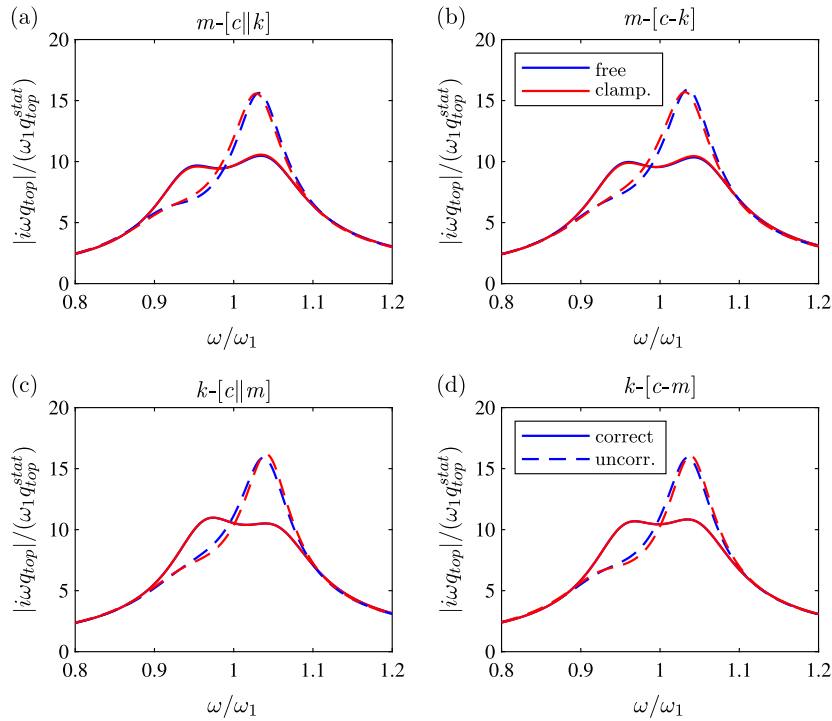 (a)
m-[c||k]
20
15
10
5
0
|iωq_top|/(ω₁q_top^stat)
0.8 0.9 1 1.1 1.2
ω/ω₁
(b)
m-[c-k]
free
clamp.
20
15
10
5
0
|iωq_top|/(ω₁q_top^stat)
0.8 0.9 1 1.1 1.2
ω/ω₁
(c)
k-[c||m]
20
15
10
5
0
|iωq_top|/(ω₁q_top^stat)
0.8 0.9 1 1.1 1.2
ω/ω₁
(d)
k-[c-m]
correct
uncorr.
20
15
10
5
0
|iωq_top|/(ω₁q_top^stat)
0.8 0.9 1 1.1 1.2
ω/ω₁